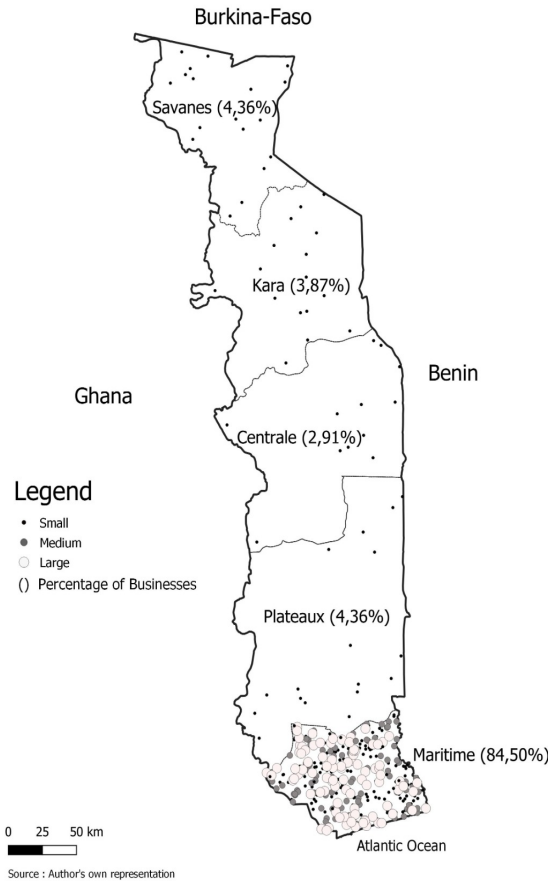 Burkina-Faso
Savanes (4,36%)
Kara (3,87%)
Benin
Ghana
Centrale (2,91%)
Legend
Small
Medium
Large
() Percentage of Businesses
Plateaux (4,36%)
Maritime (84,50%)
0 25 50 km
Atlantic Ocean
Source : Author's own representation